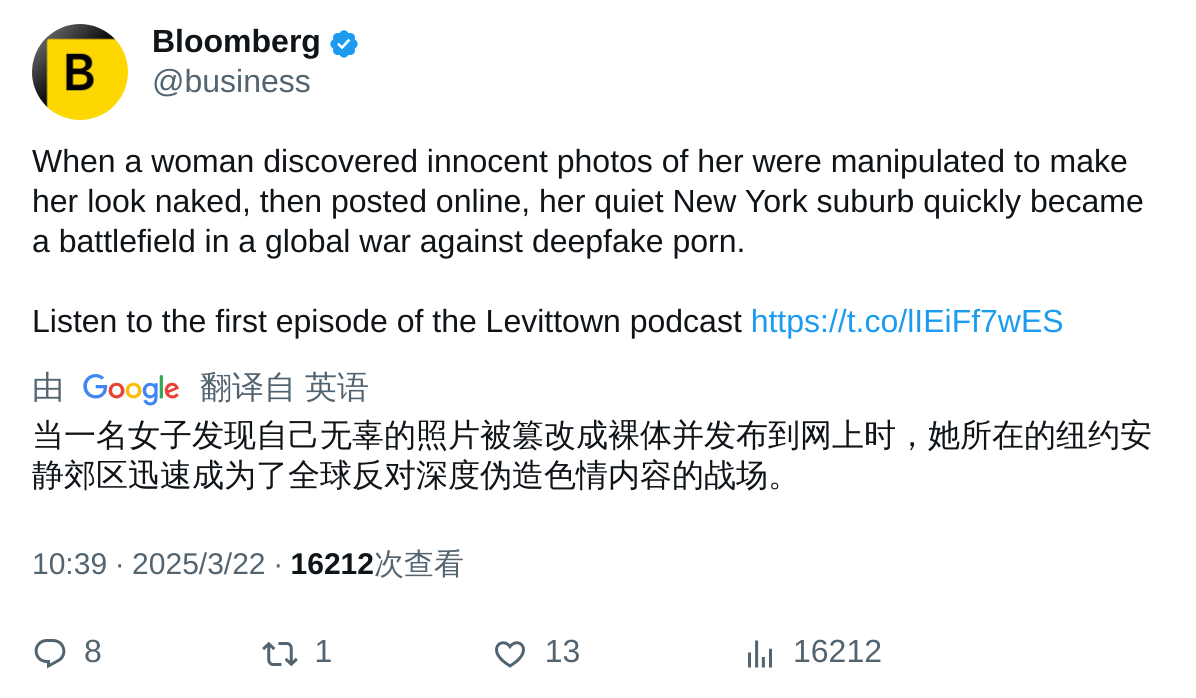 B
Bloomberg
@business
When a woman discovered innocent photos of her were manipulated to make
her look naked, then posted online, her quiet New York suburb quickly became
a battlefield in a global war against deepfake porn.
Listen to the first episode of the Levittown podcast https://t.co/lIEiFf7wES
由 Google 翻译自 英语
当一名女子发现自己无辜的照片被篡改成裸体并发布到网上时，她所在的纽约安
静郊区迅速成为了全球反对深度伪造色情内容的战场。
10:39 · 2025/3/22 · 16212次查看
8 1 13 16212